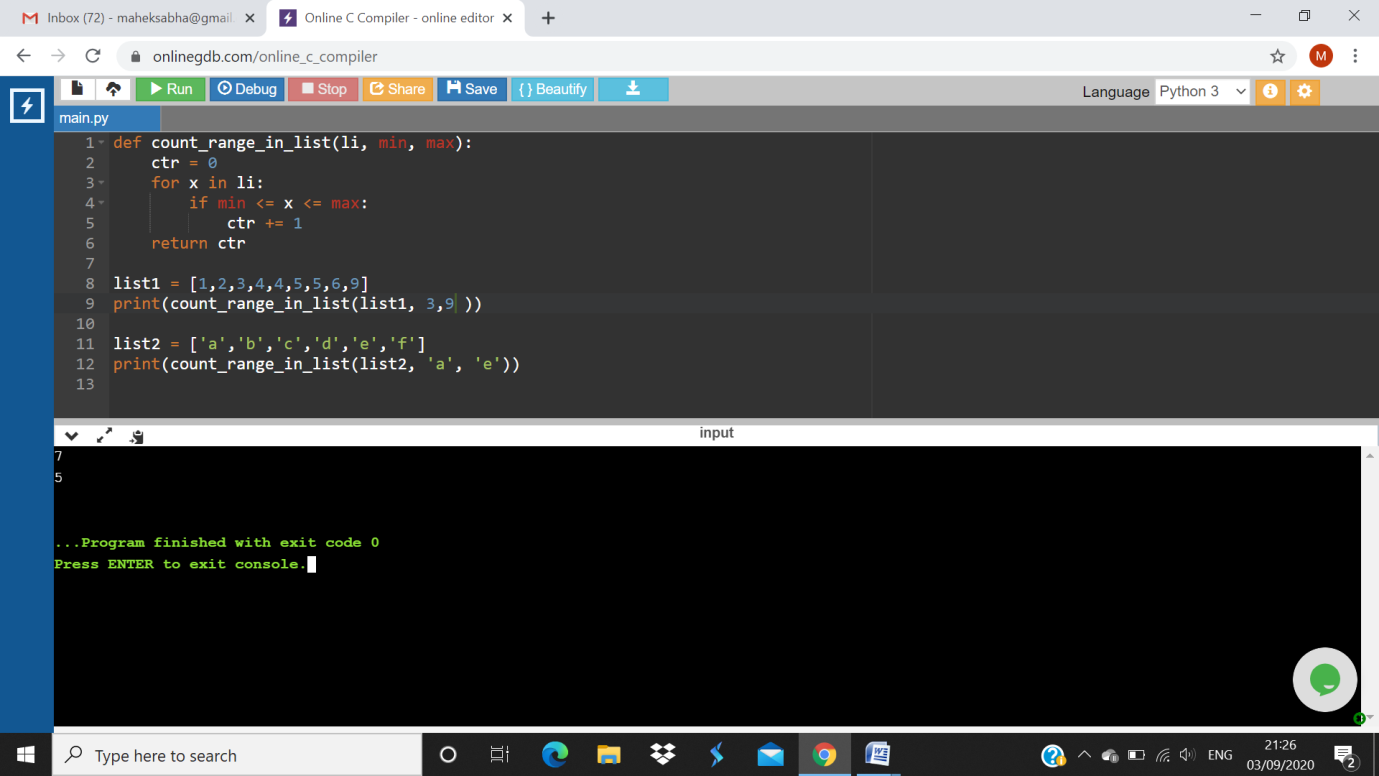 Inbox (72) - maheksabha@gmail
Online C Compiler - online editor
onlinegdb.com/online_c_compiler
M
Run Debug Stop Share Save { } Beautify
Language Python 3
main.py
1 def count_range_in_list(li, min, max):
2     ctr = 0
3     for x in li:
4         if min <= x <= max:
5             ctr += 1
6     return ctr
7
8 list1 = [1,2,3,4,4,5,5,6,9]
9 print(count_range_in_list(list1, 3,9 ))
10
11 list2 = ['a','b','c','d','e','f']
12 print(count_range_in_list(list2, 'a', 'e'))
13
input
7
5
...Program finished with exit code 0
Press ENTER to exit console.
Type here to search
ENG
21:26
03/09/2020
2